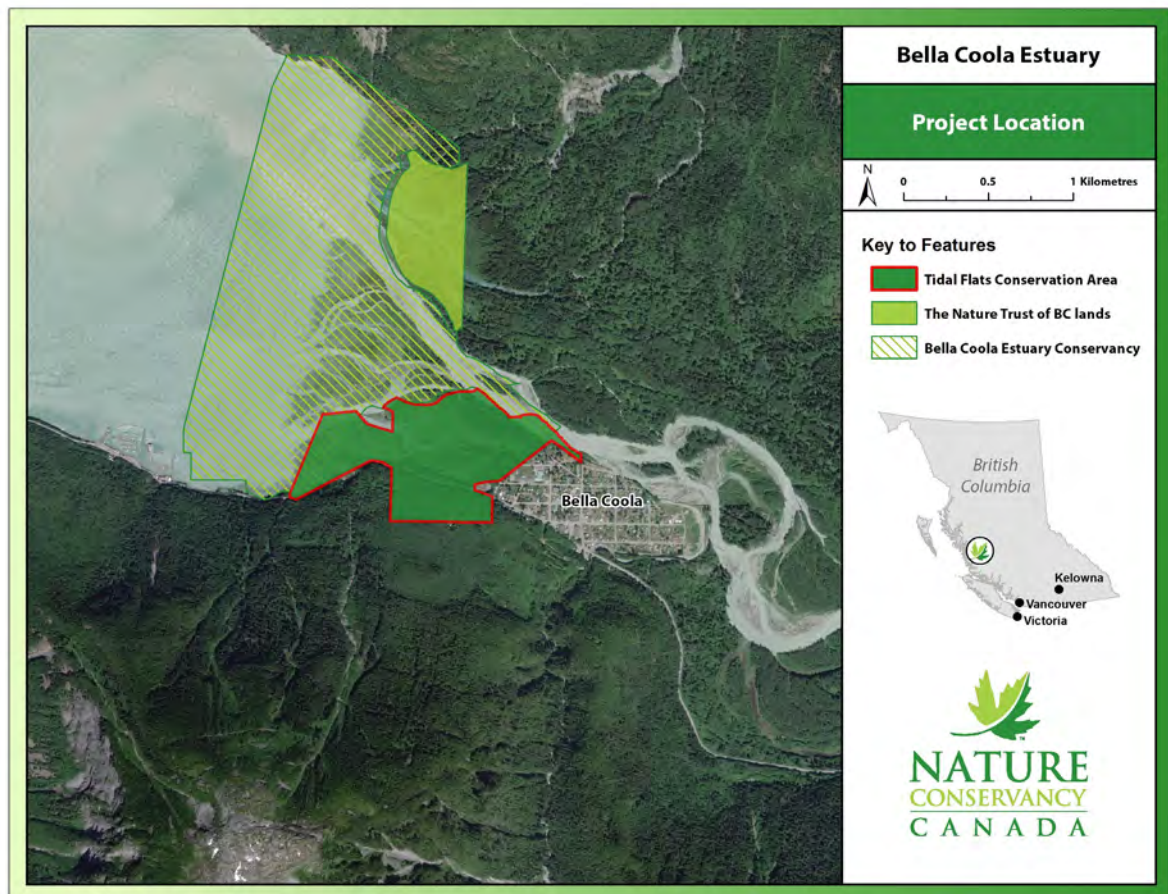 Bella Coola Estuary
Project Location
N
0 0.5 1 Kilometres
Key to Features
Tidal Flats Conservation Area
The Nature Trust of BC lands
Bella Coola Estuary Conservancy
Bella Coola
British
Columbia
Kelowna
Vancouver
Victoria
NATURE
CONSERVANCY
CANADA
TM